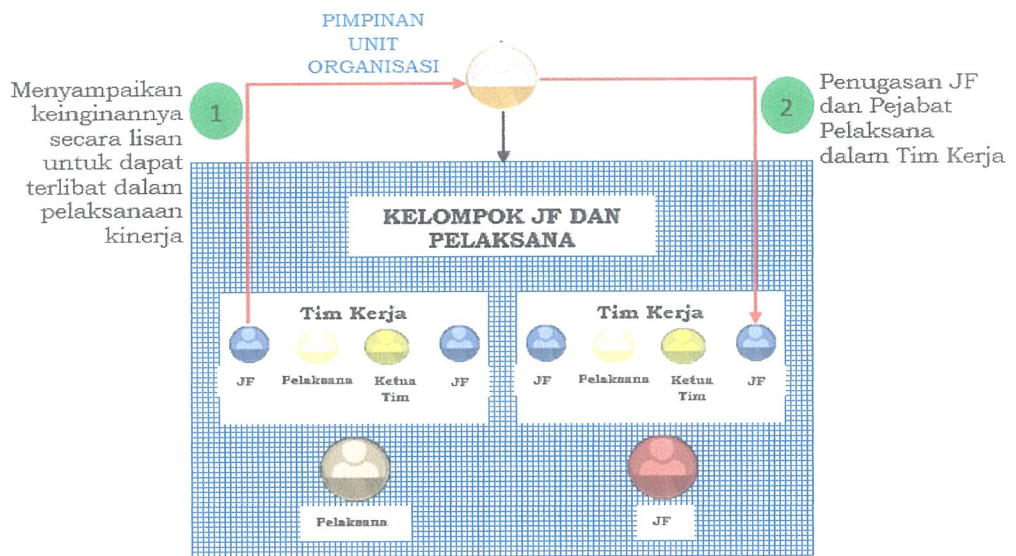 PIMPINAN
UNIT
ORGANISASI
Menyampaikan
keinginannya
secara lisan
untuk dapat
terlibat dalam
pelaksanaan
kinerja
1
2
Penugasan JF
dan Pejabat
Pelaksana
dalam Tim Kerja
KELOMPOK JF DAN
PELAKSANA
Tim Kerja
JF
Pelaksana
Ketua
Tim
JF
Tim Kerja
JF
Pelaksana
Ketua
Tim
JF
Pelaksana
JF